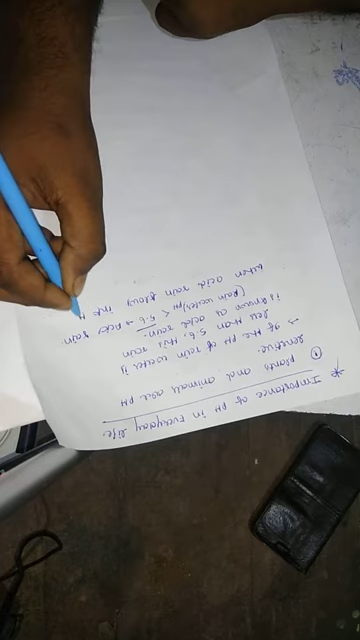 * Importance of pH in Everyday life.
① plants and animals are pH
sensitive.
→ If the pH of rain water is
less than 5.6. this rain
is known as acid rain.
(Rain water) pH < 5.6 → Acid rain.
when acid rain flows into